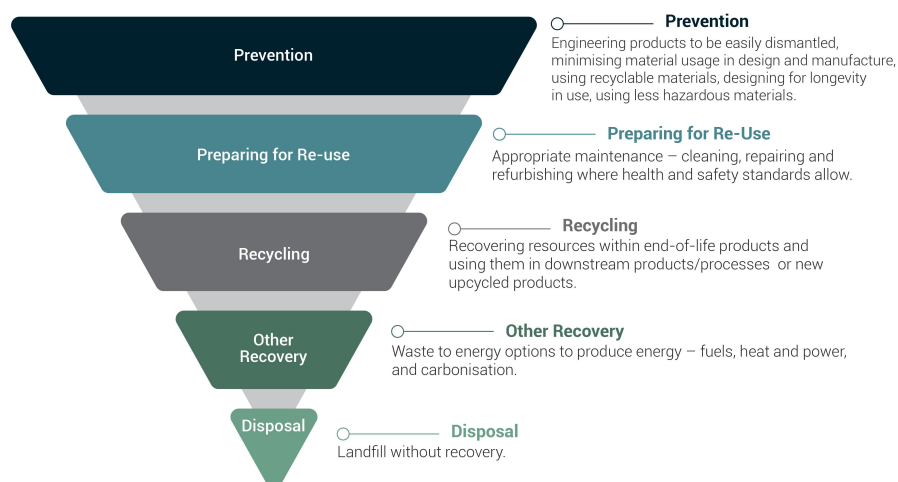 Prevention
Prevention
Engineering products to be easily dismantled,
minimising material usage in design and manufacture,
using recyclable materials, designing for longevity
in use, using less hazardous materials.
Preparing for Re-use
Preparing for Re-Use
Appropriate maintenance – cleaning, repairing and
refurbishing where health and safety standards allow.
Recycling
Recycling
Recovering resources within end-of-life products and
using them in downstream products/processes or new
upcycled products.
Other
Recovery
Other Recovery
Waste to energy options to produce energy – fuels, heat and power,
and carbonisation.
Disposal
Disposal
Landfill without recovery.